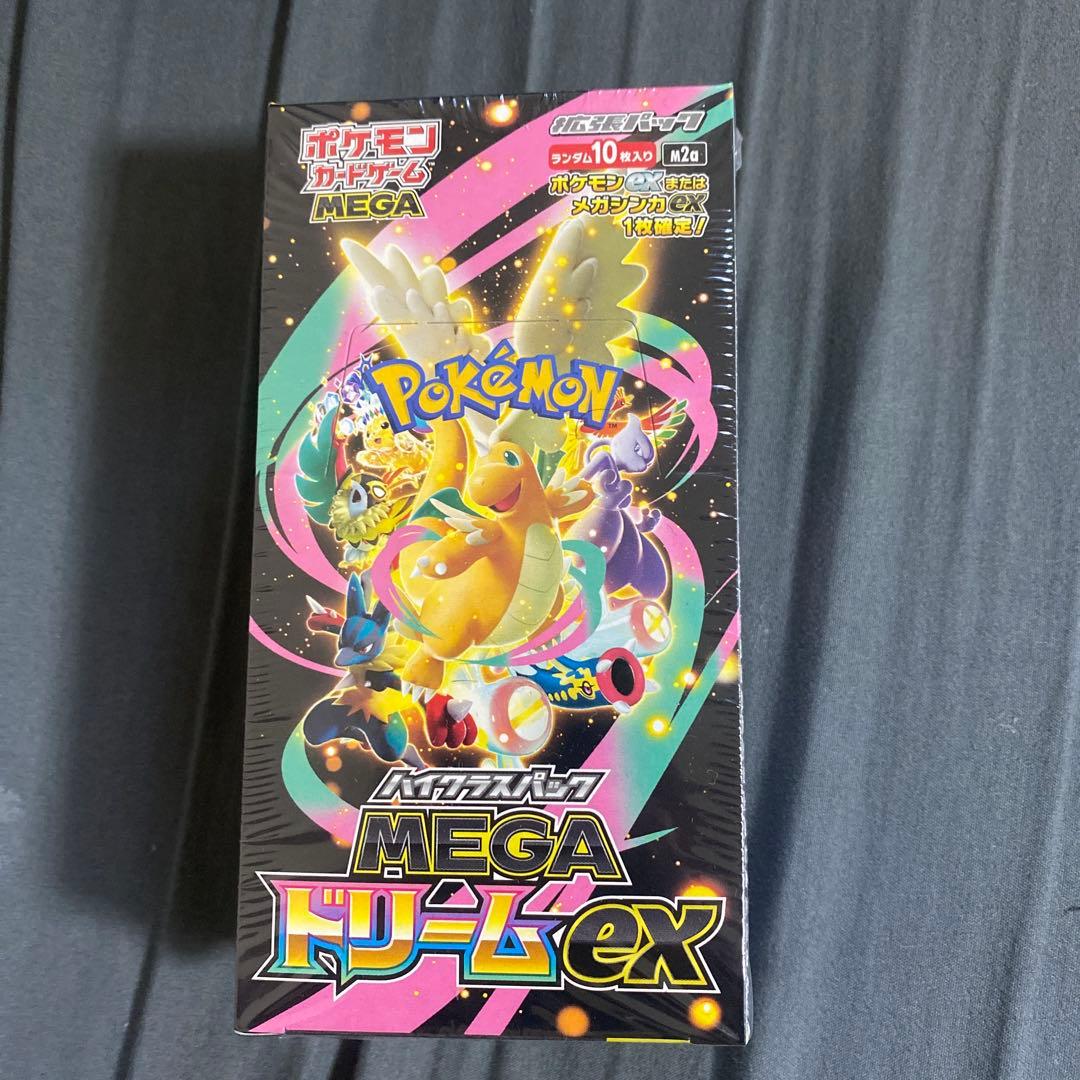 ポケモン
カードゲーム™
MEGA
拡張パック
ランダム10枚入り M2a
ポケモンexまたは
メガシンカex
1枚確定!
POKéMON
™
ハイクラスパック
MEGA
ドリームex